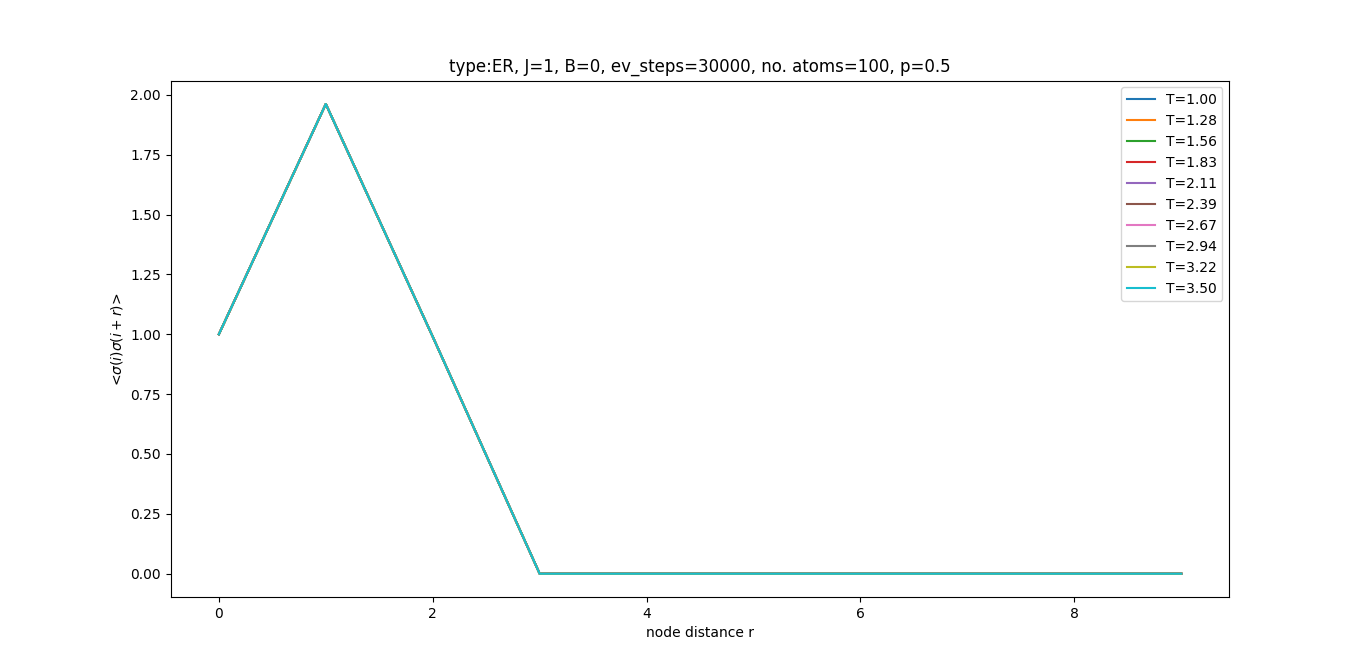 type:ER, J=1, B=0, ev_steps=30000, no. atoms=100, p=0.5
2.00
1.75
1.50
1.25
1.00
0.75
0.50
0.25
0.00
<σ(i)σ(i + r)>
T=1.00
T=1.28
T=1.56
T=1.83
T=2.11
T=2.39
T=2.67
T=2.94
T=3.22
T=3.50
0 2 4 6 8
node distance r